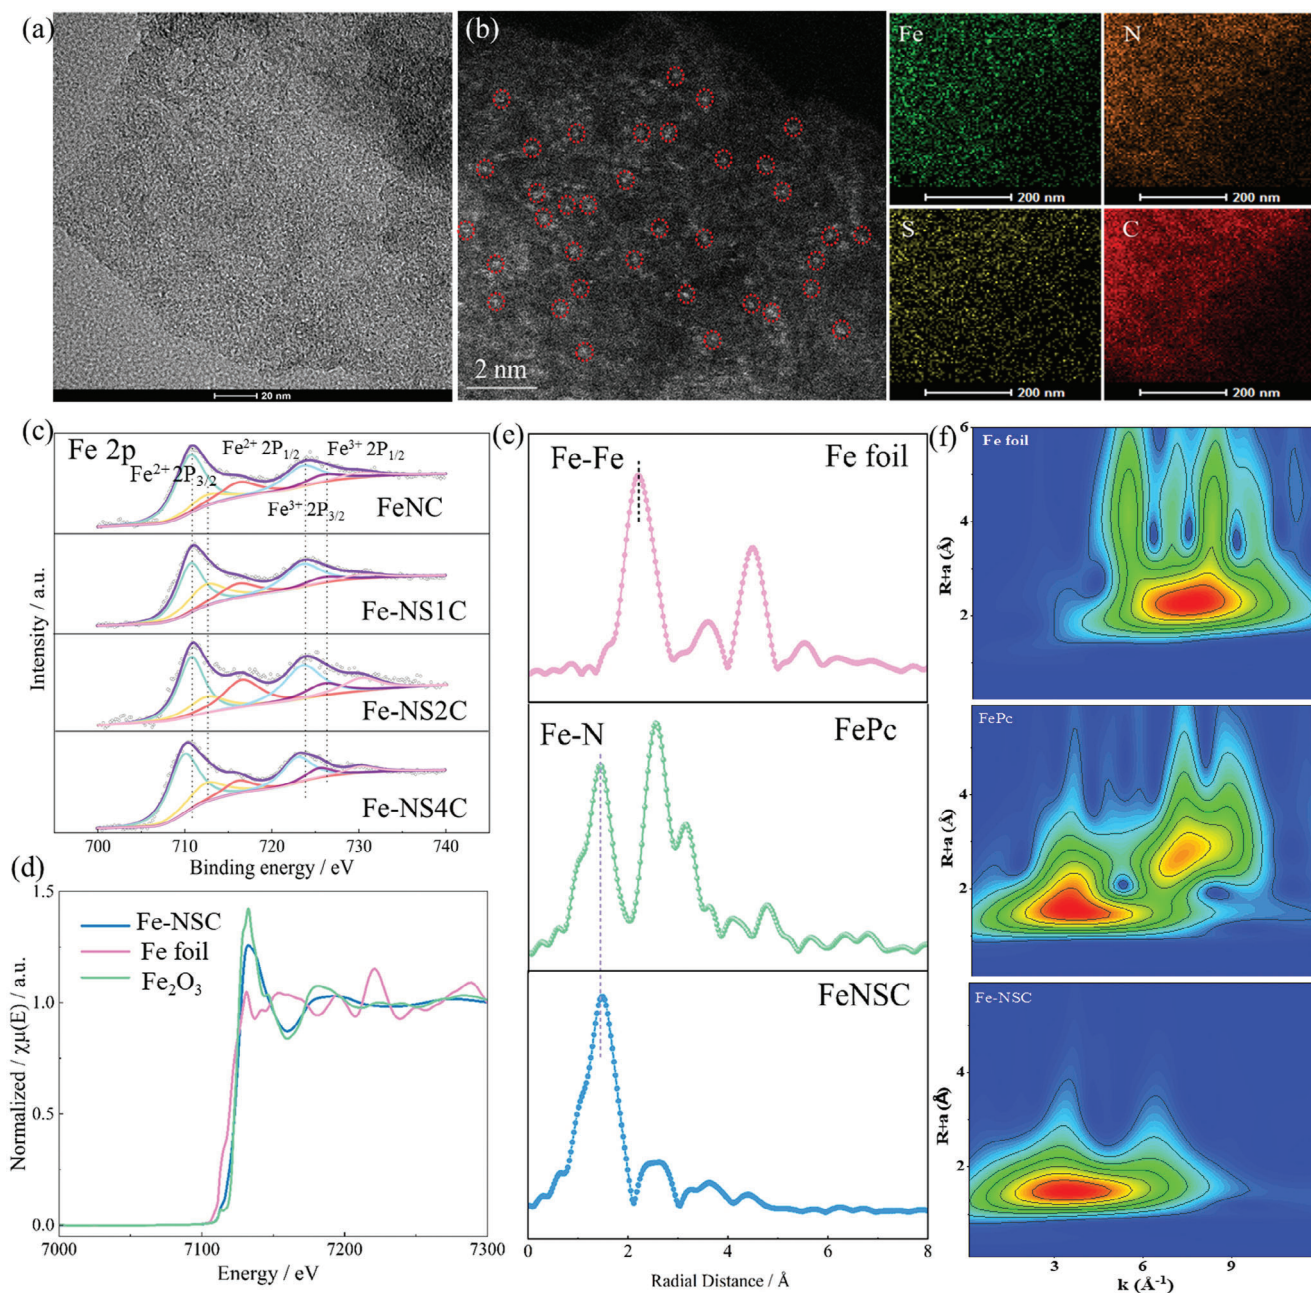 (a)
20 nm
(b)
2 nm
Fe
200 nm
N
200 nm
S
200 nm
C
200 nm
(c)
Fe 2p
Fe²⁺ 2P₃/₂
Fe²⁺ 2P₁/₂
Fe³⁺ 2P₁/₂
Fe³⁺ 2P₃/₂
FeNC
Fe-NS1C
Fe-NS2C
Fe-NS4C
Intensity / a.u.
700 710 720 730 740
Binding energy / eV
(d)
1.5
1.0
0.5
0.0
Fe-NSC
Fe foil
Fe₂O₃
Normalized / χμ(E) / a.u.
7000 7100 7200 7300
Energy / eV
(e)
Fe-Fe
Fe foil
Fe-N
FePc
FeNSC
0 2 4 6 8
Radial Distance / Å
(f)
Fe foil
6
4
2
R+a (Å)
FePc
4
2
R+a (Å)
Fe-NSC
4
2
R+a (Å)
3 6 9
k (Å⁻¹)